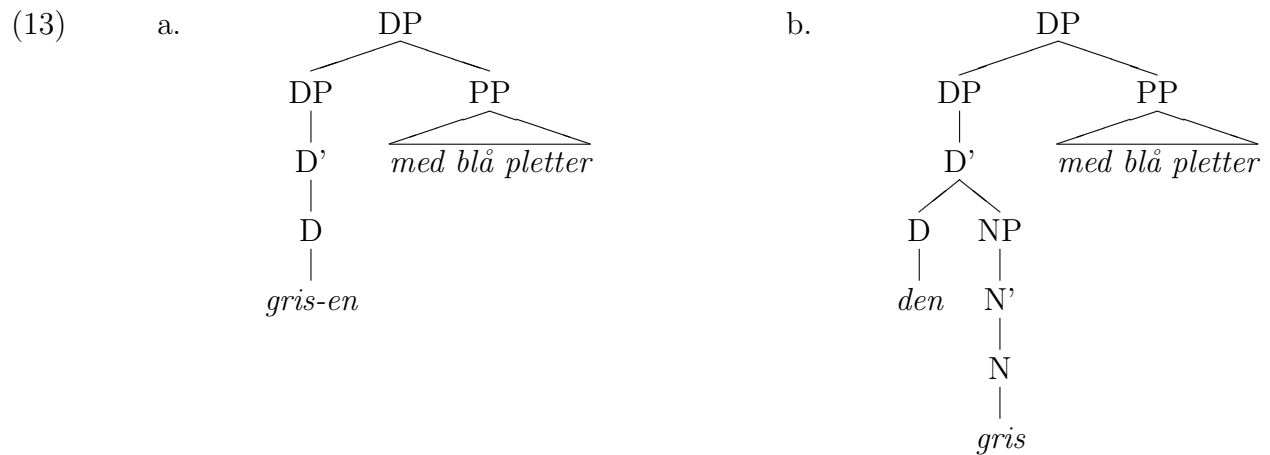 (13) a. DP b. DP
DP PP DP PP
D’ med blå pletter D’ med blå pletter
D D NP
gris-en den N’
N
gris